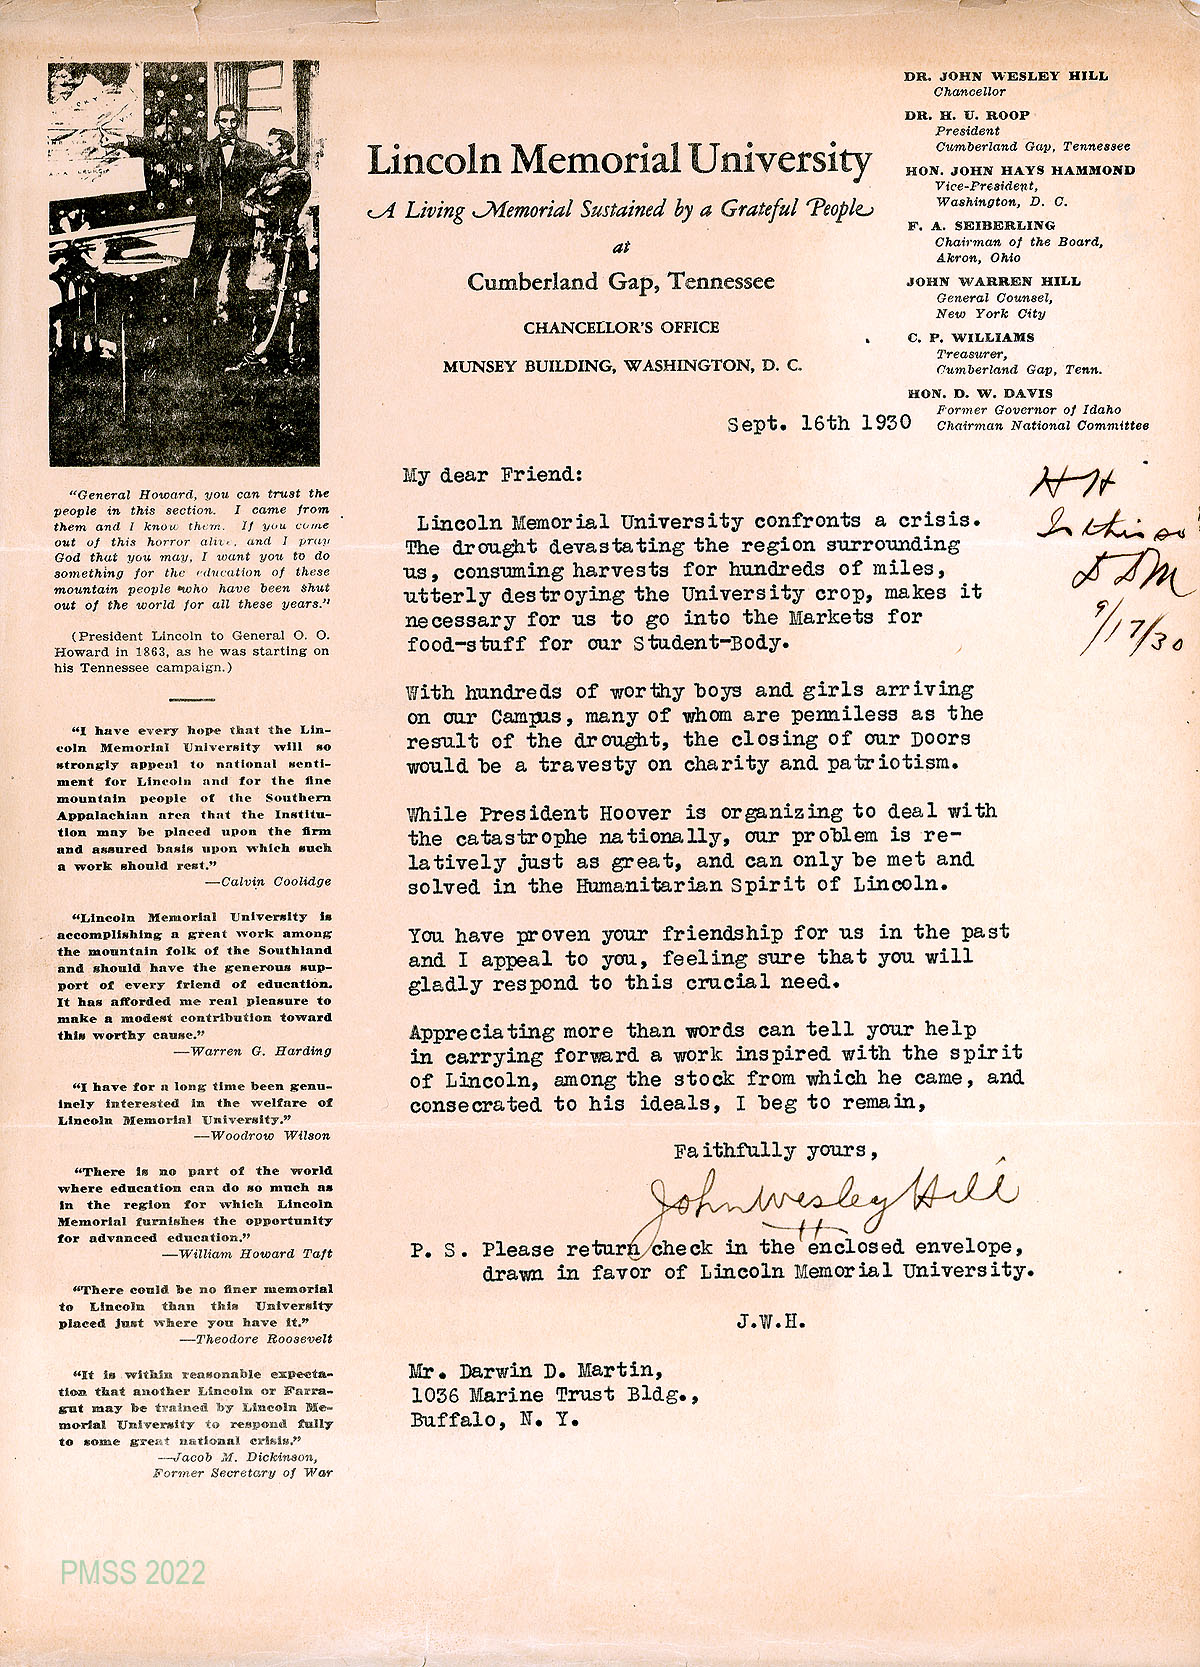 Lincoln Memorial University
A Living Memorial Sustained by a Grateful People
at
Cumberland Gap, Tennessee
CHANCELLOR'S OFFICE
MUNSEY BUILDING, WASHINGTON, D. C.
DR. JOHN WESLEY HILL
Chancellor
DR. H. U. ROOP
President
Cumberland Gap, Tennessee
HON. JOHN HAYS HAMMOND
Vice-President,
Washington, D. C.
F. A. SEIBERLING
Chairman of the Board,
Akron, Ohio
JOHN WARREN HILL
General Counsel,
New York City
C. P. WILLIAMS
Treasurer,
Cumberland Gap, Tenn.
HON. D. W. DAVIS
Former Governor of Idaho
Chairman National Committee
"General Howard, you can trust the
people in this section. I came from
them and I know them. If you come
out of this horror alive, and I pray
God that you may, I want you to do
something for the education of these
mountain people who have been shut
out of the world for all these years."
(President Lincoln to General O. O.
Howard in 1863, as he was starting on
his Tennessee campaign.)
"I have every hope that the Lin-
coln Memorial University will so
strongly appeal to national senti-
ment for Lincoln and for the fine
mountain people of the Southern
Appalachian area that the Institu-
tion may be placed upon the firm
and assured basis upon which such
a work should rest."
—Calvin Coolidge
"Lincoln Memorial University is
accomplishing a great work among
the mountain folk of the Southland
and should have the generous sup-
port of every friend of education.
It has afforded me real pleasure to
make a modest contribution toward
this worthy cause."
—Warren G. Harding
"I have for a long time been genu-
inely interested in the welfare of
Lincoln Memorial University."
—Woodrow Wilson
"There is no part of the world
where education can do so much as
in the region for which Lincoln
Memorial furnishes the opportunity
for advanced education."
—William Howard Taft
"There could be no finer memorial
to Lincoln than this University
placed just where you have it."
—Theodore Roosevelt
"It is within reasonable expecta-
tion that another Lincoln or Farra-
gut may be trained by Lincoln Me-
morial University to respond fully
to some great national crisis."
—Jacob M. Dickinson,
Former Secretary of War
Sept. 16th 1930
My dear Friend:
Lincoln Memorial University confronts a crisis.
The drought devastating the region surrounding
us, consuming harvests for hundreds of miles,
utterly destroying the University crop, makes it
necessary for us to go into the Markets for
food-stuff for our Student-Body.
With hundreds of worthy boys and girls arriving
on our Campus, many of whom are penniless as the
result of the drought, the closing of our Doors
would be a travesty on charity and patriotism.
While President Hoover is organizing to deal with
the catastrophe nationally, our problem is re-
latively just as great, and can only be met and
solved in the Humanitarian Spirit of Lincoln.
You have proven your friendship for us in the past
and I appeal to you, feeling sure that you will
gladly respond to this crucial need.
Appreciating more than words can tell your help
in carrying forward a work inspired with the spirit
of Lincoln, among the stock from which he came, and
consecrated to his ideals, I beg to remain,
Faithfully yours,
John Wesley Hill
P. S. Please return check in the enclosed envelope,
drawn in favor of Lincoln Memorial University.
J.W.H.
Mr. Darwin D. Martin,
1036 Marine Trust Bldg.,
Buffalo, N. Y.
H H
Is this so
D D M
9/17/30
PMSS 2022